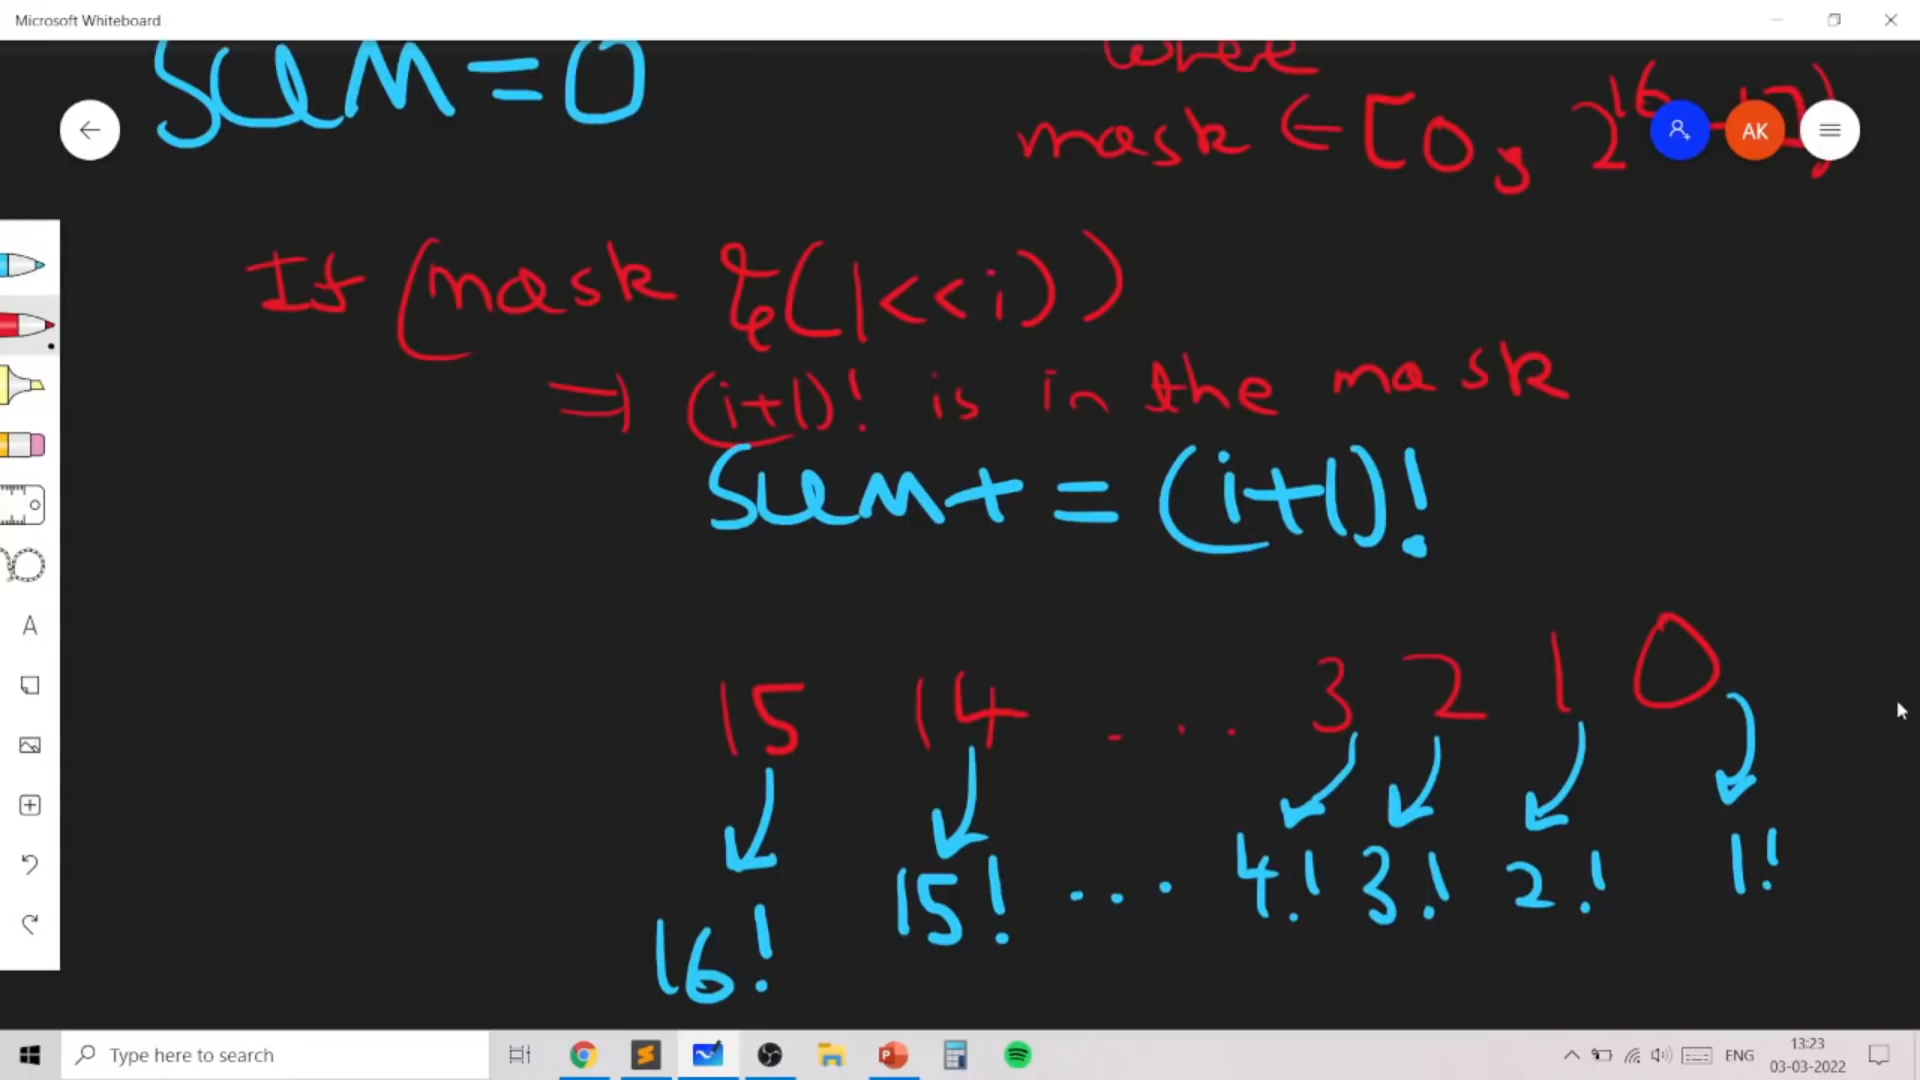 Microsoft Whiteboard
Sum=0
where
mask ∈ [0, 2^16-1]
AK
If (mask & (1<<i))
⇒ (i+1)! is in the mask
Sum+=(i+1)!
15 14 ... 3 2 1 0
16! 15! ... 4! 3! 2! 1!
Type here to search
ENG
13:23
03-03-2022